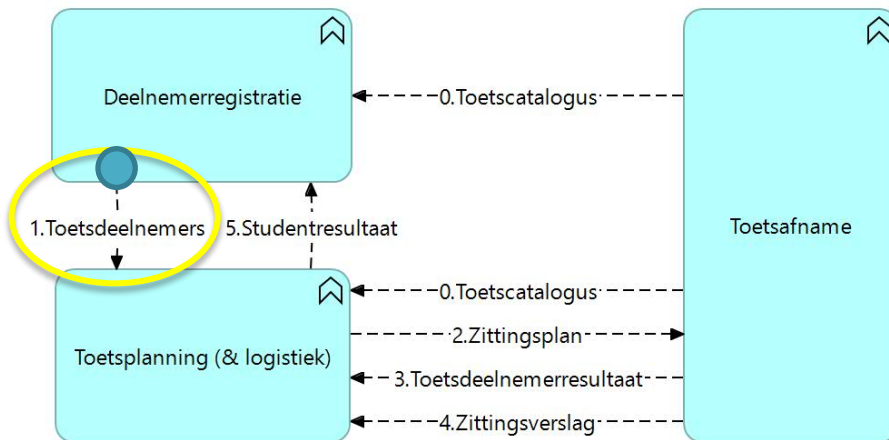 Deelnemerregistratie
0.Toetscatalogus
1.Toetsdeelnemers
5.Studentresultaat
Toetsafname
0.Toetscatalogus
2.Zittingsplan
Toetsplanning (& logistiek)
3.Toetsdeelnemerresultaat
4.Zittingsverslag